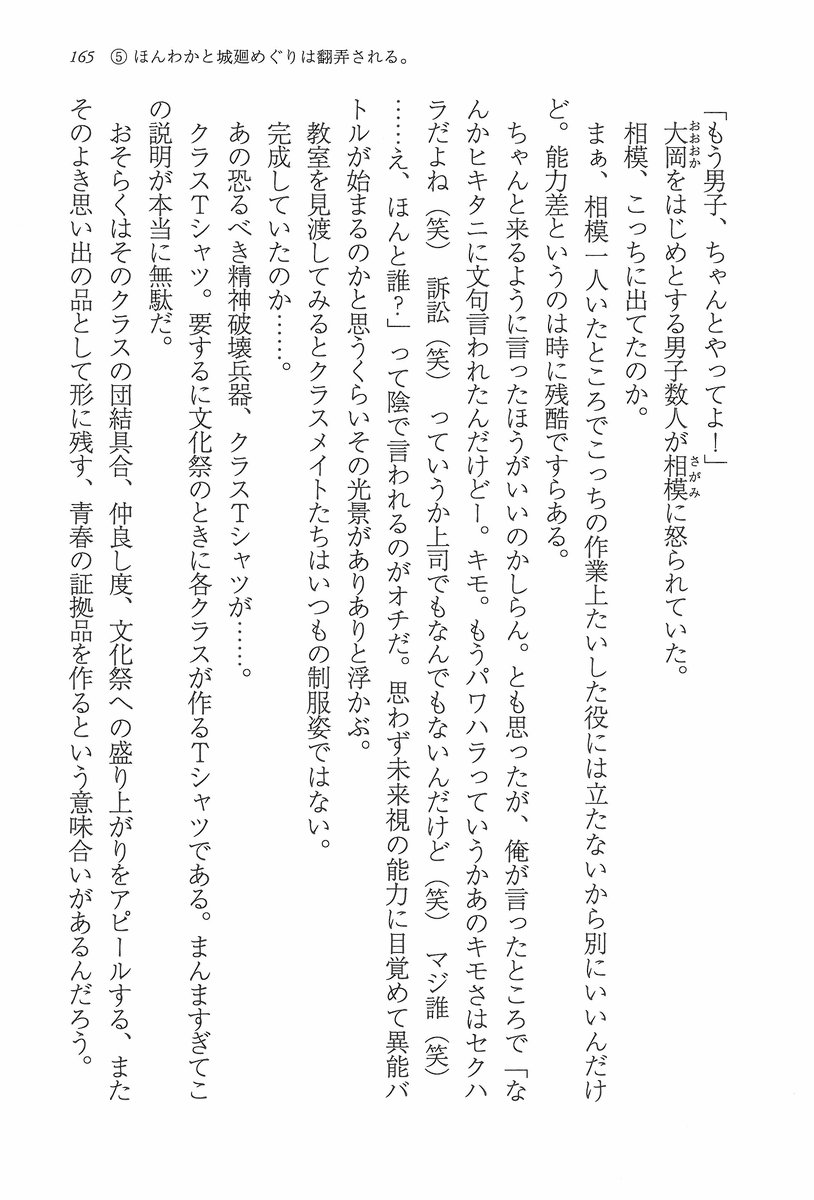 165 ⑤ ほんわかと城廻めぐりは翻弄される。
「もう男子、ちゃんとやってよ！」
大岡をはじめとする男子数人が相模に怒られていた。
相模、こっちに出てたのか。
まぁ、相模一人いたところでこっちの作業上たいした役には立たないから別にいいんだけ
ど。能力差というのは時に残酷ですらある。
ちゃんと来るように言ったほうがいいのかしらん。とも思ったが、俺が言ったところで「な
んかヒキタニに文句言われたんだけどー。キモ。もうパワハラっていうかあのキモさはセクハ
ラだよね（笑）　訴訟（笑）　っていうか上司でもなんでもないんだけど（笑）　マジ誰（笑）
……え、ほんと誰？」って陰で言われるのがオチだ。思わず未来視の能力に目覚めて異能バ
トルが始まるのかと思うくらいその光景がありありと浮かぶ。
教室を見渡してみるとクラスメイトたちはいつもの制服姿ではない。
完成していたのか……。
あの恐るべき精神破壊兵器、クラスTシャツが……。
クラスTシャツ。要するに文化祭のときに各クラスが作るTシャツである。まんますぎてこ
の説明が本当に無駄だ。
おそらくはそのクラスの団結具合、仲良し度、文化祭への盛り上がりをアピールする、また
そのよき思い出の品として形に残す、青春の証拠品を作るという意味合いがあるんだろう。